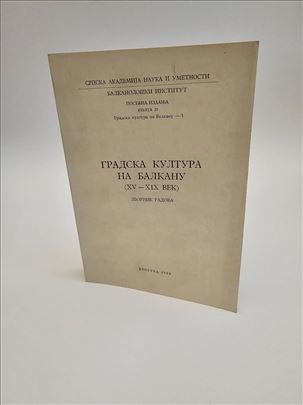 СРПСКА АКАДЕМИЈА НАУКА И УМЕТНОСТИ
БАЛКАНОЛОШКИ ИНСТИТУТ
ПОСЕБНА ИЗДАЊА
КЊИГА
Градска култура на Балкану — 1
ГРАДСКА КУЛТУРА
НА БАЛКАНУ
(XV — XIX ВЕК)
ЗБОРНИК РАДОВА
БЕОГРАД